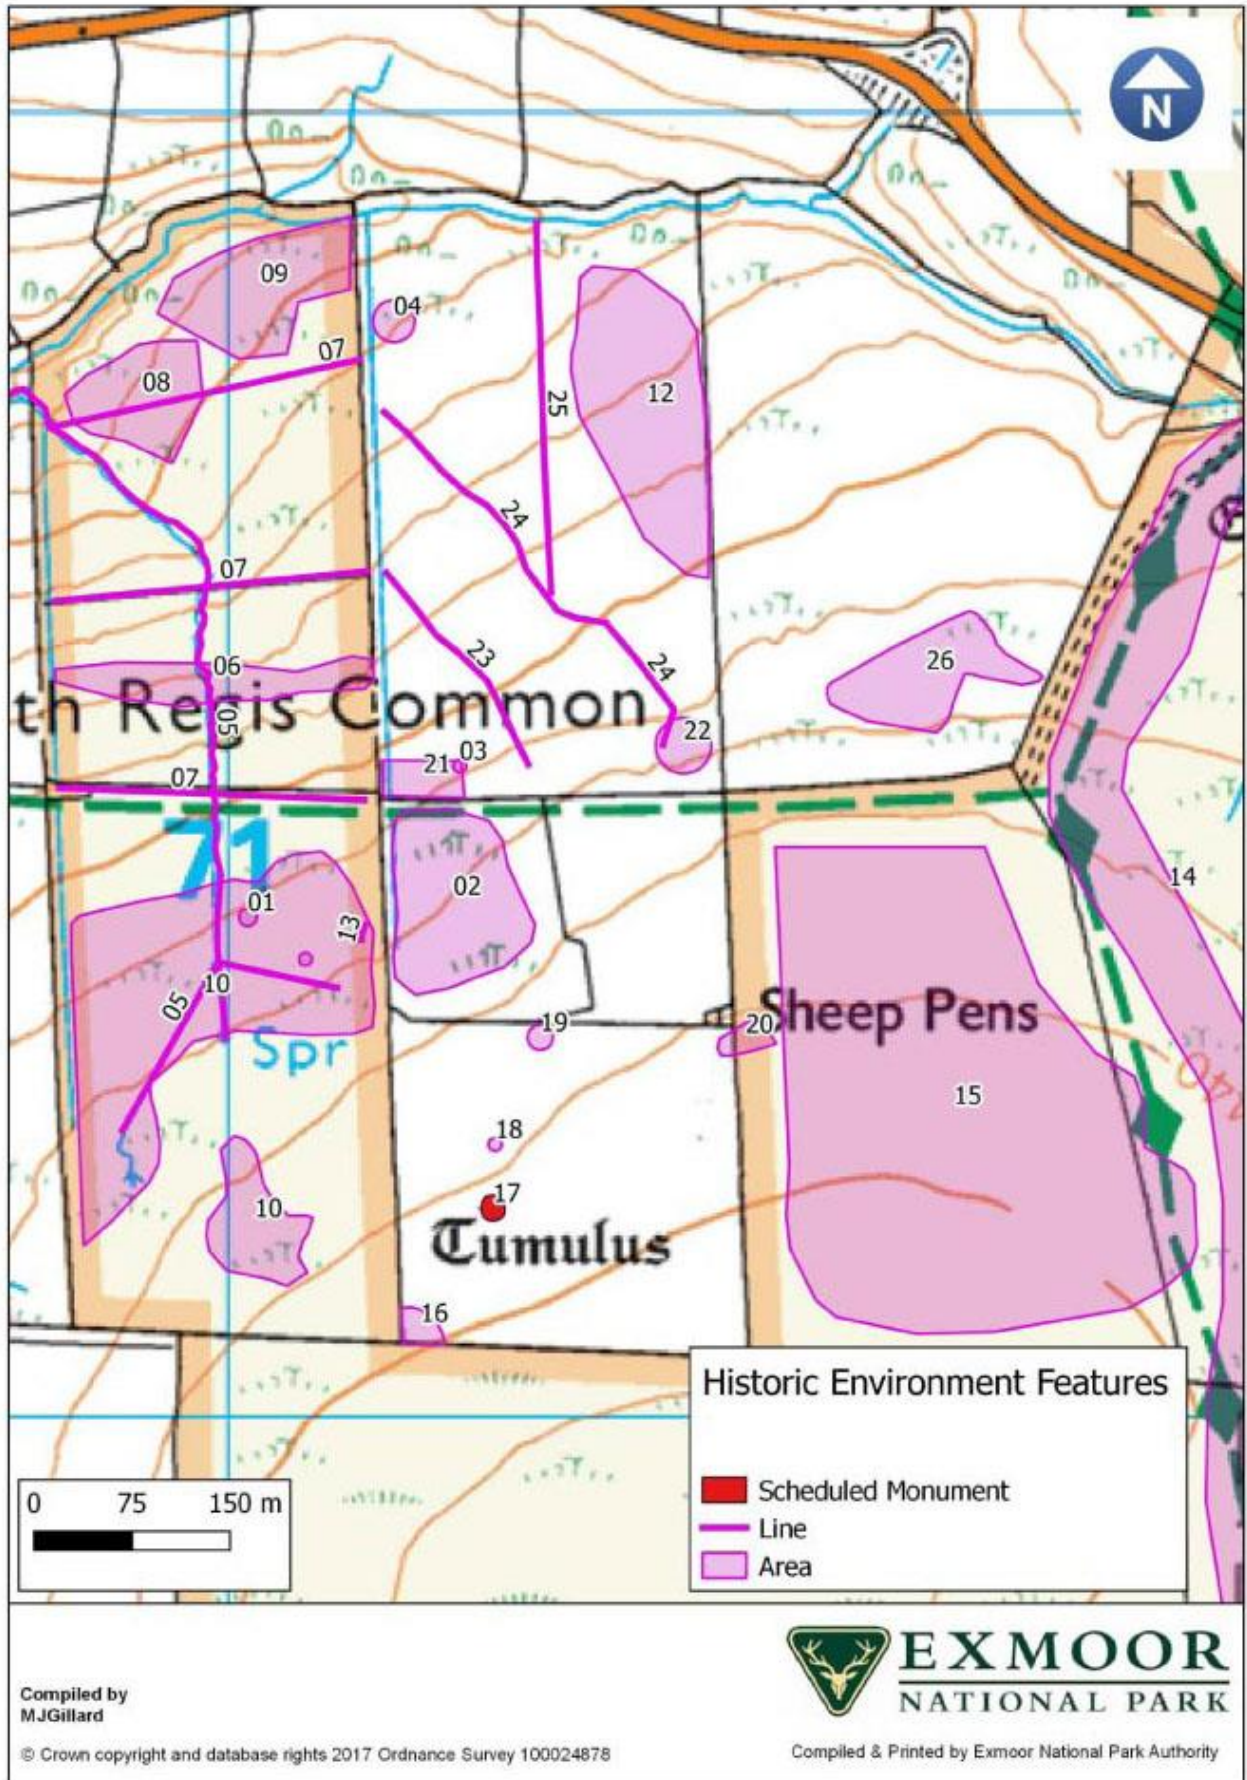 N
09
04
07
08
12
25
24
07
23
24
26
06
05
th Regis Common
22
21 03
07
71
14
02
01
13
10
05
Spr
19
20
Sheep Pens
15
18
17
Tumulus
10
16
Historic Environment Features
Scheduled Monument
Line
Area
0 75 150 m
EXMOOR
NATIONAL PARK
Compiled by
MJGillard
© Crown copyright and database rights 2017 Ordnance Survey 100024878
Compiled & Printed by Exmoor National Park Authority